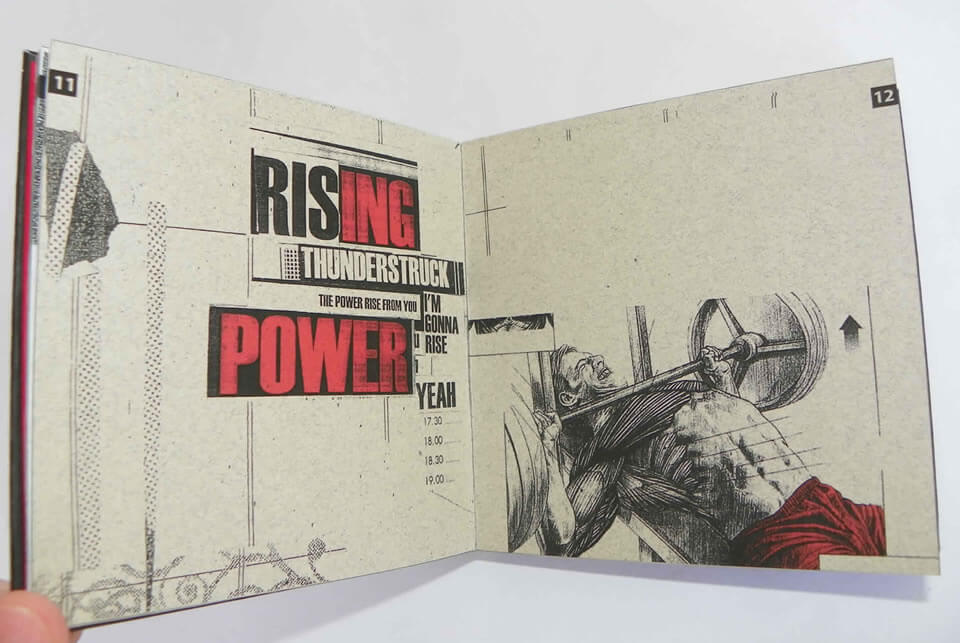 11
RISING
THUNDERSTRUCK
THE POWER RISE FROM YOU
I'M
GONNA
RISE
POWER
YEAH
17.30
18.00
18.30
19.00
12